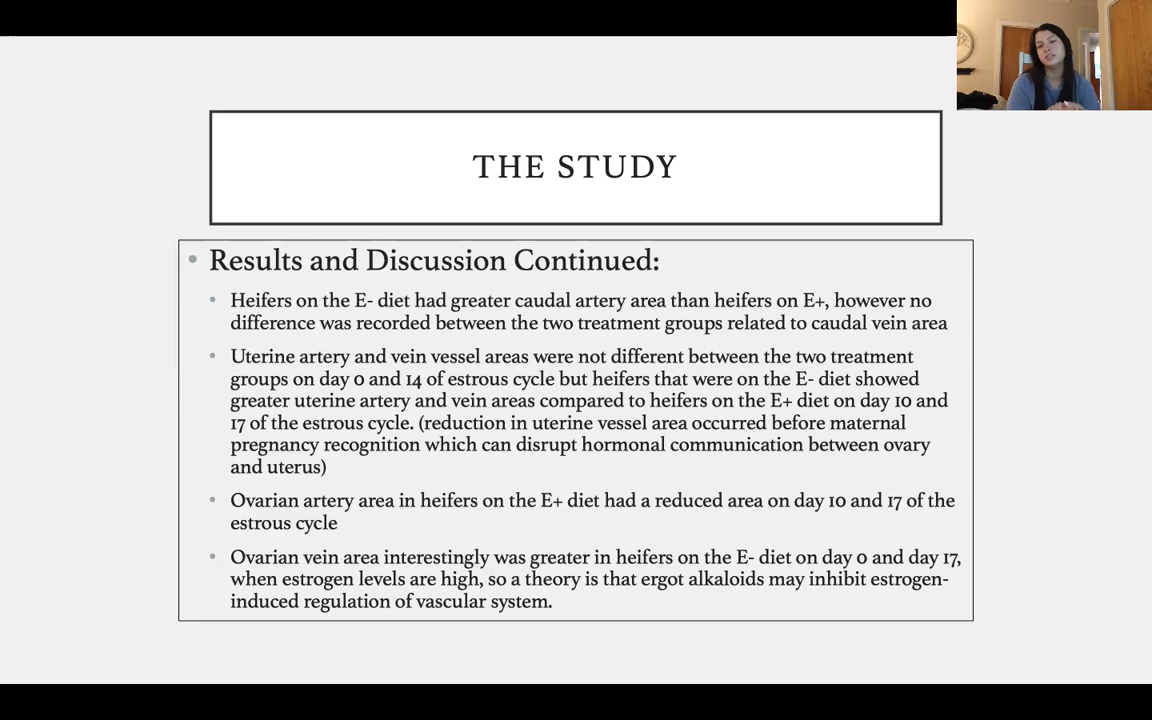 THE STUDY
• Results and Discussion Continued:
• Heifers on the E- diet had greater caudal artery area than heifers on E+, however no
difference was recorded between the two treatment groups related to caudal vein area
• Uterine artery and vein vessel areas were not different between the two treatment
groups on day 0 and 14 of estrous cycle but heifers that were on the E- diet showed
greater uterine artery and vein areas compared to heifers on the E+ diet on day 10 and
17 of the estrous cycle. (reduction in uterine vessel area occurred before maternal
pregnancy recognition which can disrupt hormonal communication between ovary
and uterus)
• Ovarian artery area in heifers on the E+ diet had a reduced area on day 10 and 17 of the
estrous cycle
• Ovarian vein area interestingly was greater in heifers on the E- diet on day 0 and day 17,
when estrogen levels are high, so a theory is that ergot alkaloids may inhibit estrogen-
induced regulation of vascular system.